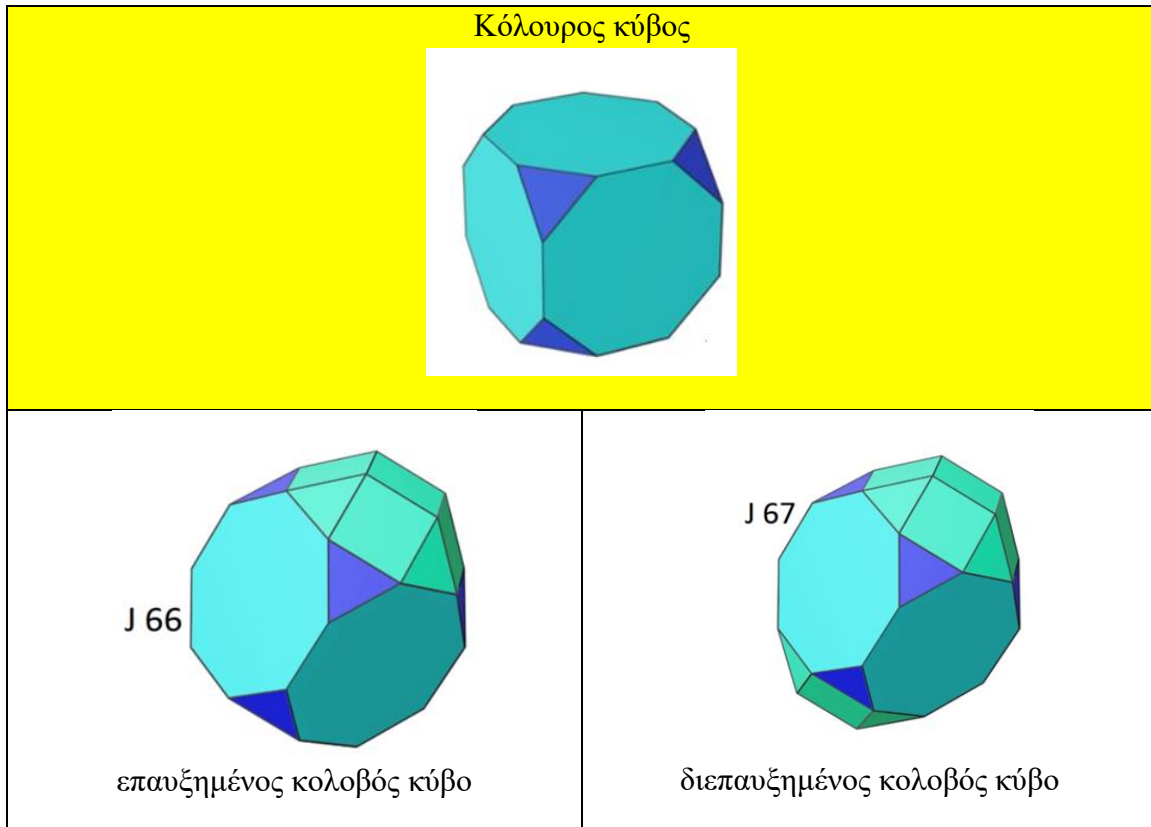 Κόλουρος κύβος
J 66
J 67
επαυξημένος κολοβός κύβο
διεπαυξημένος κολοβός κύβο